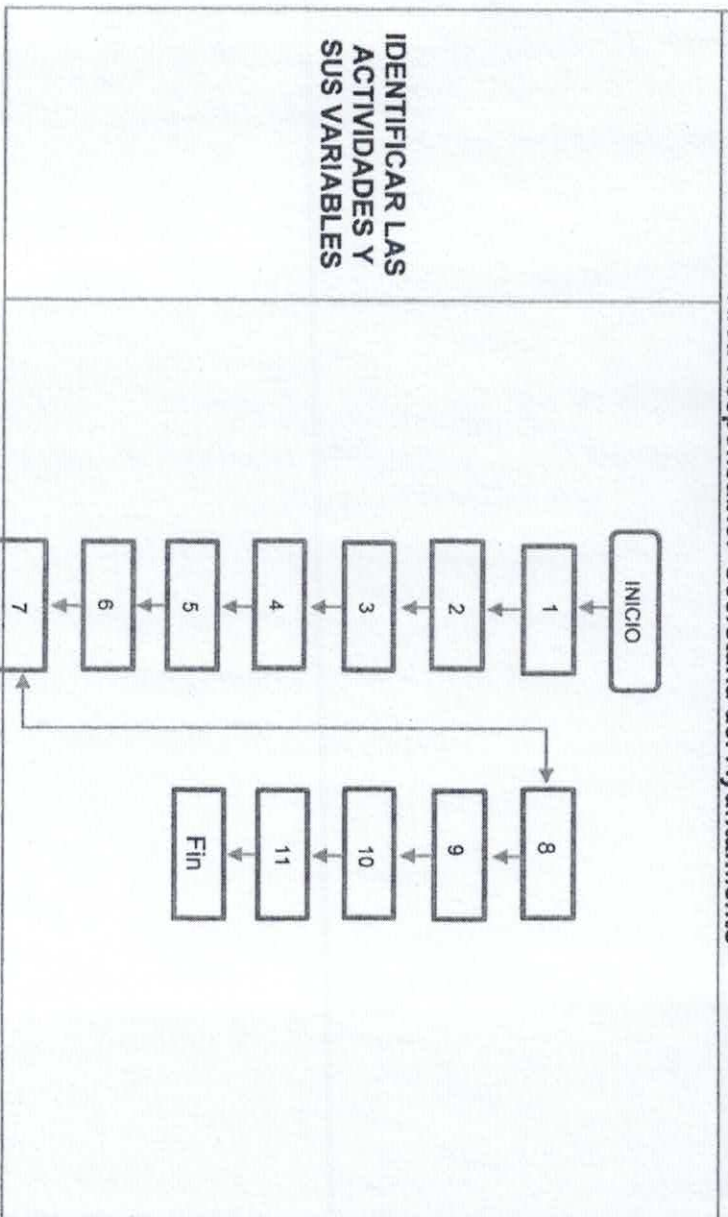 IDENTIFICAR LAS
ACTIVIDADES Y
SUS VARIABLES
INICIO
1
2
3
4
5
6
7
8
9
10
11
Fin